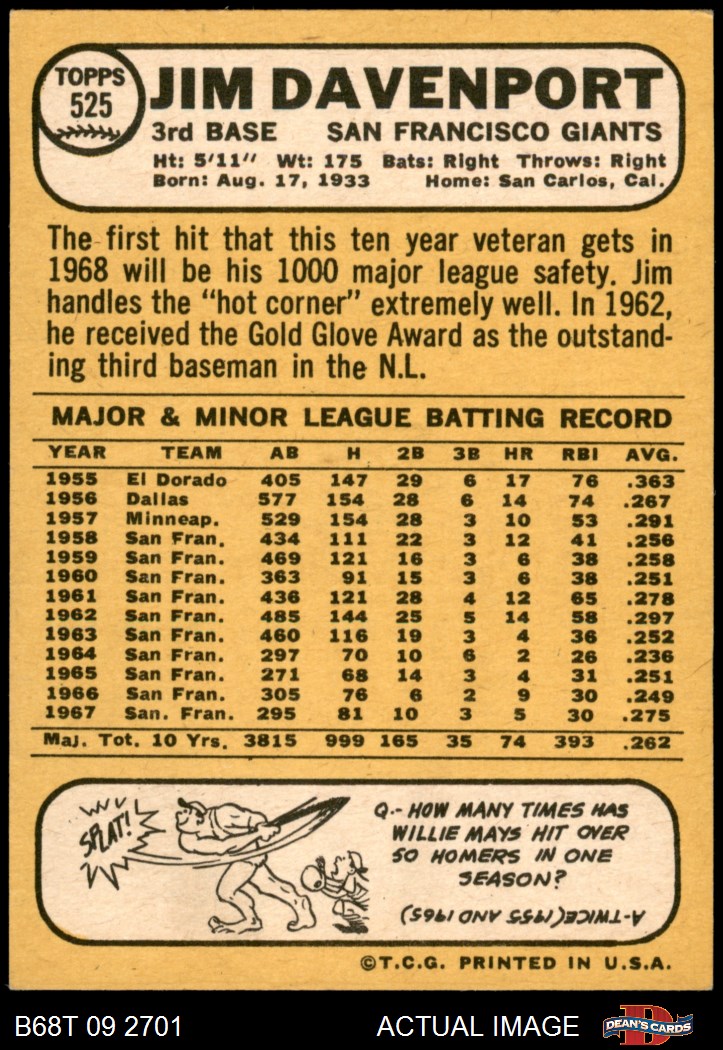 TOPPS
525
JIM DAVENPORT
3rd BASE SAN FRANCISCO GIANTS
Ht: 5'11" Wt: 175 Bats: Right Throws: Right
Born: Aug. 17, 1933 Home: San Carlos, Cal.
The first hit that this ten year veteran gets in
1968 will be his 1000 major league safety. Jim
handles the "hot corner" extremely well. In 1962,
he received the Gold Glove Award as the outstand-
ing third baseman in the N.L.
MAJOR & MINOR LEAGUE BATTING RECORD
YEAR TEAM AB H 2B 3B HR RBI AVG.
1955 El Dorado 405 147 29 6 17 76 .363
1956 Dallas 577 154 28 6 14 74 .267
1957 Minneap. 529 154 28 3 10 53 .291
1958 San Fran. 434 111 22 3 12 41 .256
1959 San Fran. 469 121 16 3 6 38 .258
1960 San Fran. 363 91 15 3 6 38 .251
1961 San Fran. 436 121 28 4 12 65 .278
1962 San Fran. 485 144 25 5 14 58 .297
1963 San Fran. 460 116 19 3 4 36 .252
1964 San Fran. 297 70 10 6 2 26 .236
1965 San Fran. 271 68 14 3 4 31 .251
1966 San Fran. 305 76 6 2 9 30 .249
1967 San. Fran. 295 81 10 3 5 30 .275
Maj. Tot. 10 Yrs. 3815 999 165 35 74 393 .262
SPLAT!
Q.- HOW MANY TIMES HAS
WILLIE MAYS HIT OVER
50 HOMERS IN ONE
SEASON?
A-TWICE (1955 AND 1965)
©T.C.G. PRINTED IN U.S.A.
B68T 09 2701 ACTUAL IMAGE
D
DEAN'S CARDS